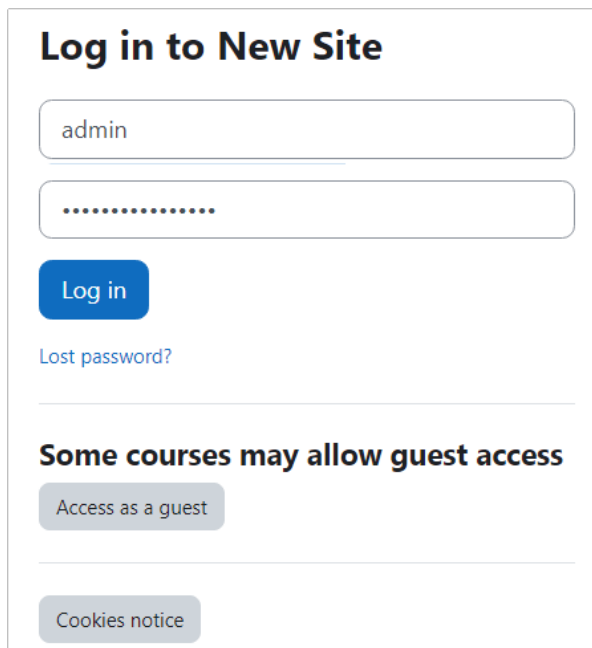 Log in to New Site
admin
••••••••••••••••
Log in
Lost password?
Some courses may allow guest access
Access as a guest
Cookies notice